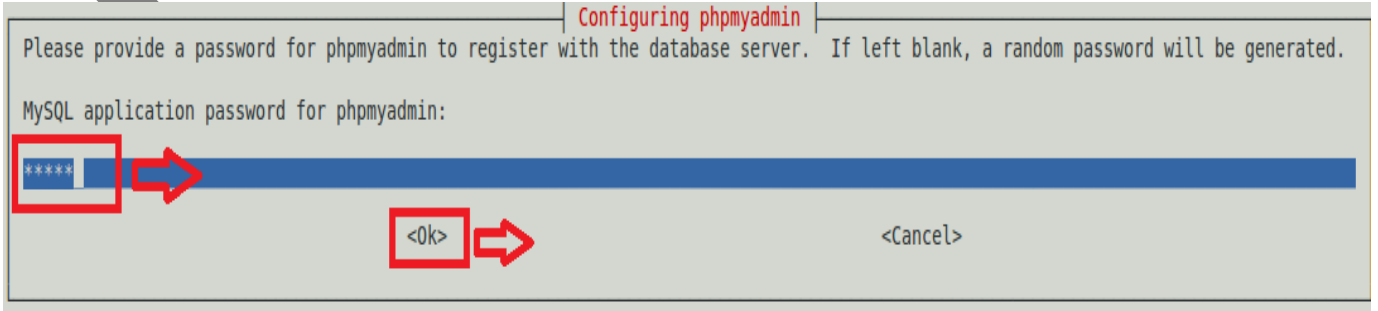 Configuring phpmyadmin
Please provide a password for phpmyadmin to register with the database server.  If left blank, a random password will be generated.
MySQL application password for phpmyadmin:
*****
<Ok> <Cancel>